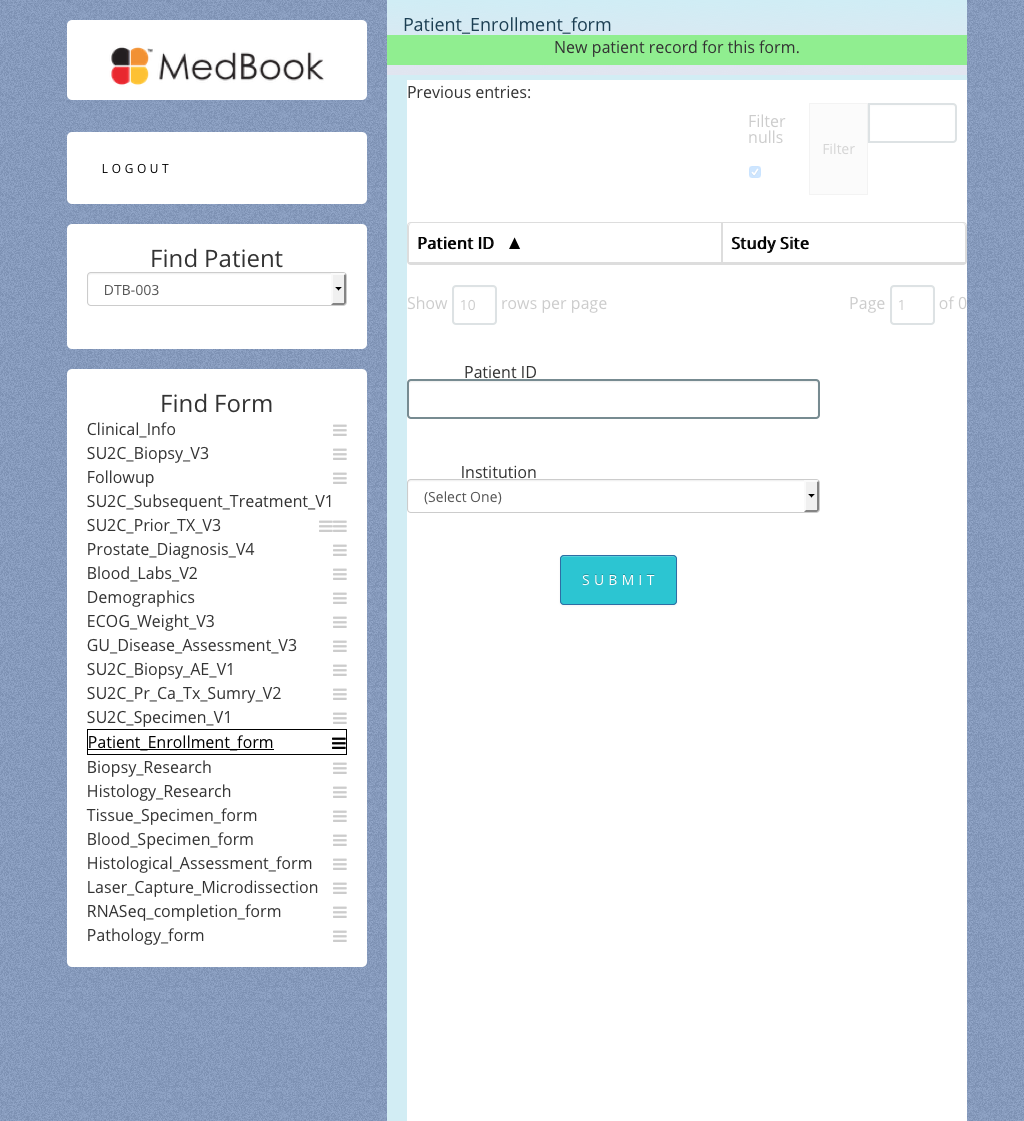 MedBook™
LOGOUT
Find Patient
DTB-003
Find Form
Clinical_Info
SU2C_Biopsy_V3
Followup
SU2C_Subsequent_Treatment_V1
SU2C_Prior_TX_V3
Prostate_Diagnosis_V4
Blood_Labs_V2
Demographics
ECOG_Weight_V3
GU_Disease_Assessment_V3
SU2C_Biopsy_AE_V1
SU2C_Pr_Ca_Tx_Sumry_V2
SU2C_Specimen_V1
Patient_Enrollment_form
Biopsy_Research
Histology_Research
Tissue_Specimen_form
Blood_Specimen_form
Histological_Assessment_form
Laser_Capture_Microdissection
RNASeq_completion_form
Pathology_form
Patient_Enrollment_form
New patient record for this form.
Previous entries:
Filter
nulls
Filter
Patient ID ▲ Study Site
Show 10 rows per page Page 1 of 0
Patient ID
Institution
(Select One)
SUBMIT